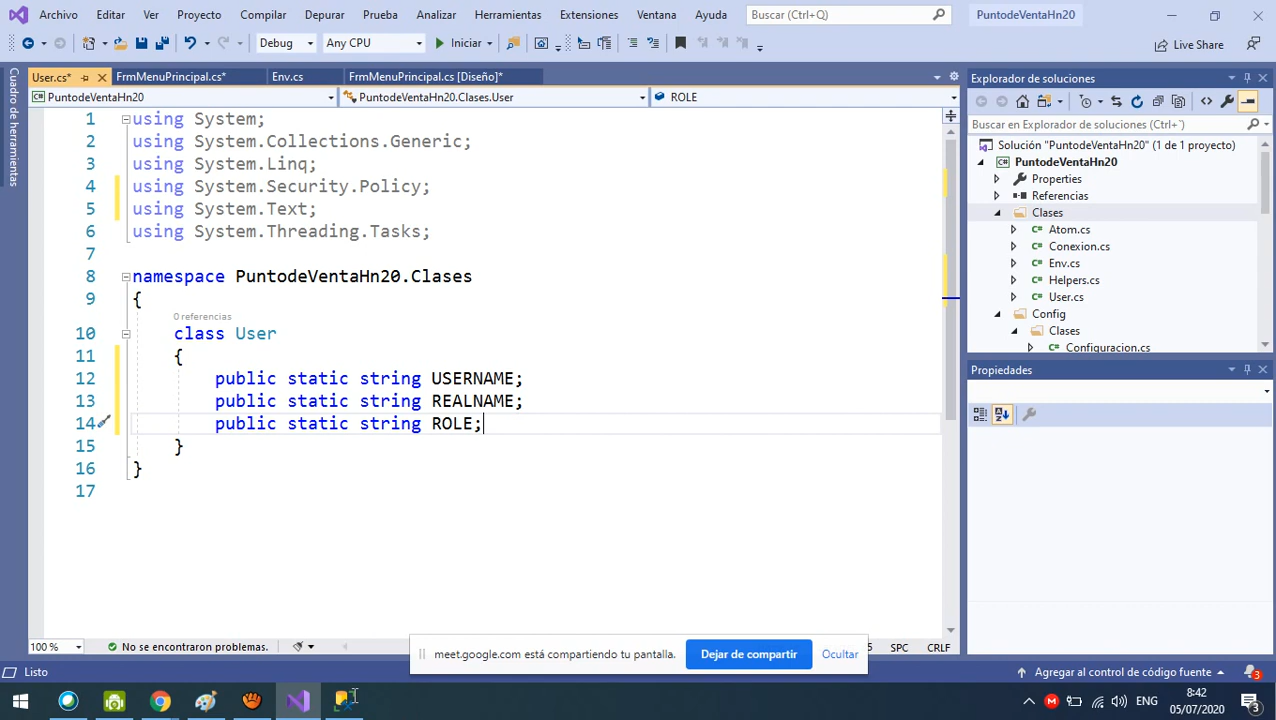 Archivo Editar Ver Proyecto Compilar Depurar Prueba Analizar Herramientas Extensiones Ventana Ayuda Buscar (Ctrl+Q) PuntodeVentaHn20
Debug Any CPU Iniciar Live Share
Cuadro de herramientas
User.cs* FrmMenuPrincipal.cs* Env.cs FrmMenuPrincipal.cs [Diseño]*
PuntodeVentaHn20 PuntodeVentaHn20.Clases.User ROLE
1 using System;
2 using System.Collections.Generic;
3 using System.Linq;
4 using System.Security.Policy;
5 using System.Text;
6 using System.Threading.Tasks;
7
8 namespace PuntodeVentaHn20.Clases
9 {
0 referencias
10 class User
11 {
12 public static string USERNAME;
13 public static string REALNAME;
14 public static string ROLE;
15 }
16 }
17
Explorador de soluciones
Buscar en Explorador de soluciones (Ctrl+`)
Solución "PuntodeVentaHn20" (1 de 1 proyecto)
PuntodeVentaHn20
Properties
Referencias
Clases
Atom.cs
Conexion.cs
Env.cs
Helpers.cs
User.cs
Config
Clases
Configuracion.cs
Propiedades
100 % No se encontraron problemas. SPC CRLF
meet.google.com está compartiendo tu pantalla. Dejar de compartir Ocultar
Listo Agregar al control de código fuente 3
ENG 8:42
05/07/2020 3